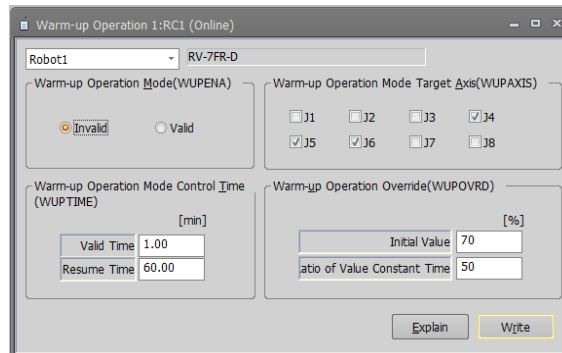 Warm-up Operation 1:RC1 (Online)
Robot1 RV-7FR-D
Warm-up Operation Mode(WUPENA)
Invalid Valid
Warm-up Operation Mode Target Axis(WUPAXIS)
J1 J2 J3 J4
J5 J6 J7 J8
Warm-up Operation Mode Control Time
(WUPTIME)
[min]
Valid Time 1.00
Resume Time 60.00
Warm-up Operation Override(WUPOVRD)
[%]
Initial Value 70
atio of Value Constant Time 50
Explain Write